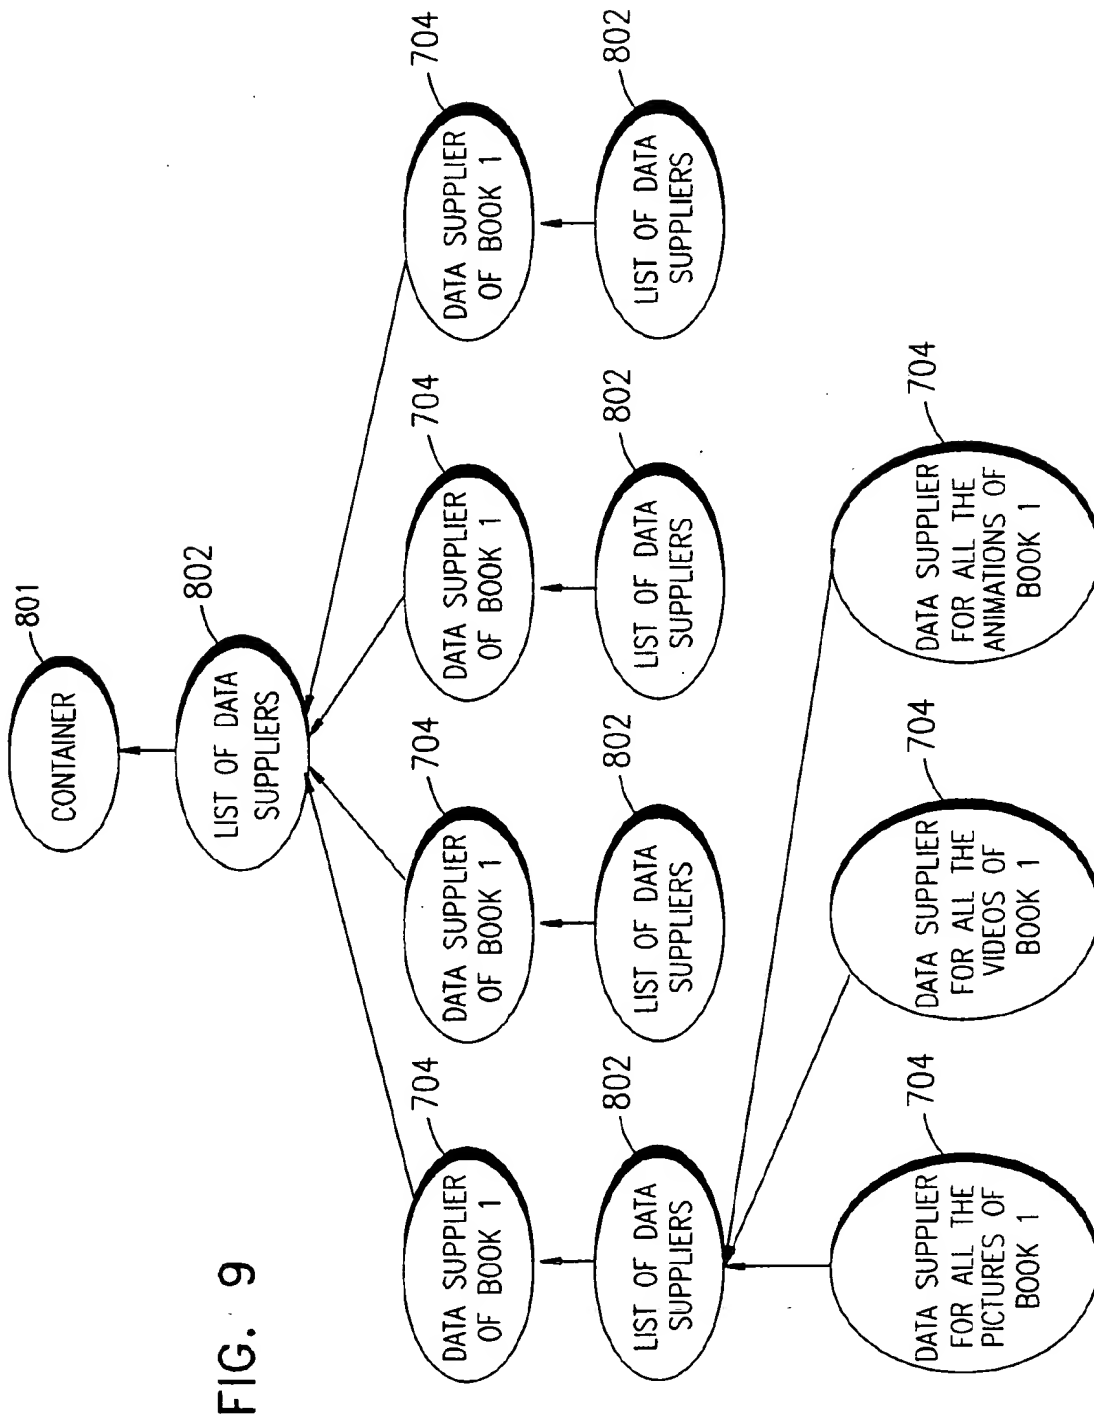 FIG. 9
801
CONTAINER
802
LIST OF DATA
SUPPLIERS
704
DATA SUPPLIER
OF BOOK 1
704
DATA SUPPLIER
OF BOOK 1
704
DATA SUPPLIER
OF BOOK 1
704
DATA SUPPLIER
OF BOOK 1
802
LIST OF DATA
SUPPLIERS
802
LIST OF DATA
SUPPLIERS
802
LIST OF DATA
SUPPLIERS
802
LIST OF DATA
SUPPLIERS
704
DATA SUPPLIER
FOR ALL THE
PICTURES OF
BOOK 1
704
DATA SUPPLIER
FOR ALL THE
VIDEOS OF
BOOK 1
704
DATA SUPPLIER
FOR ALL THE
ANIMATIONS OF
BOOK 1